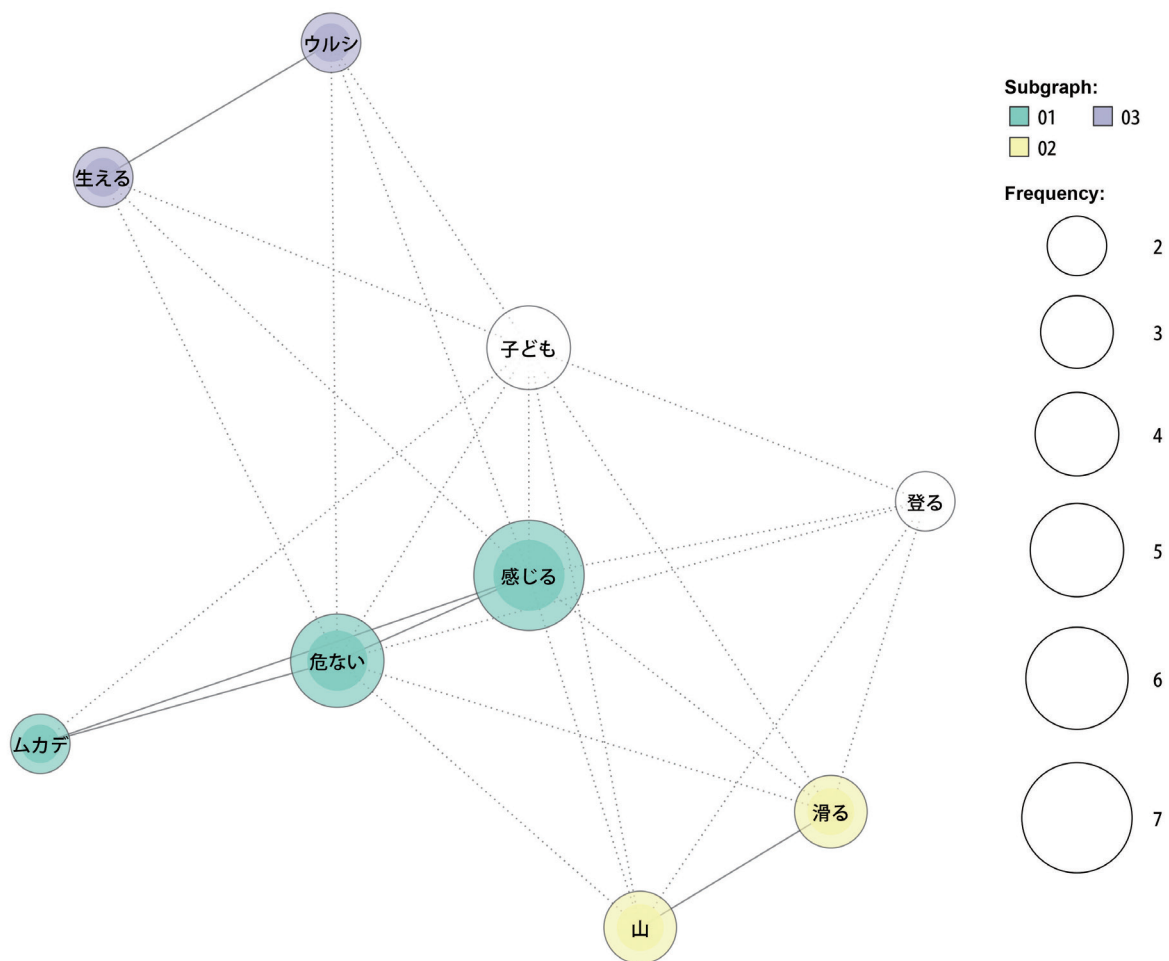 ウルシ
生える
子ども
登る
感じる
危ない
ムカデ
滑る
山
Subgraph:
01 03
02
Frequency:
2
3
4
5
6
7